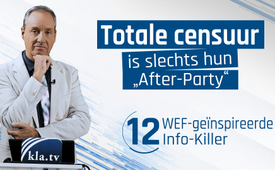 Totale censuur
is slechts hun
„After-Party“
12 WEF-geïnspireerde
Info-Killer
kla.tv